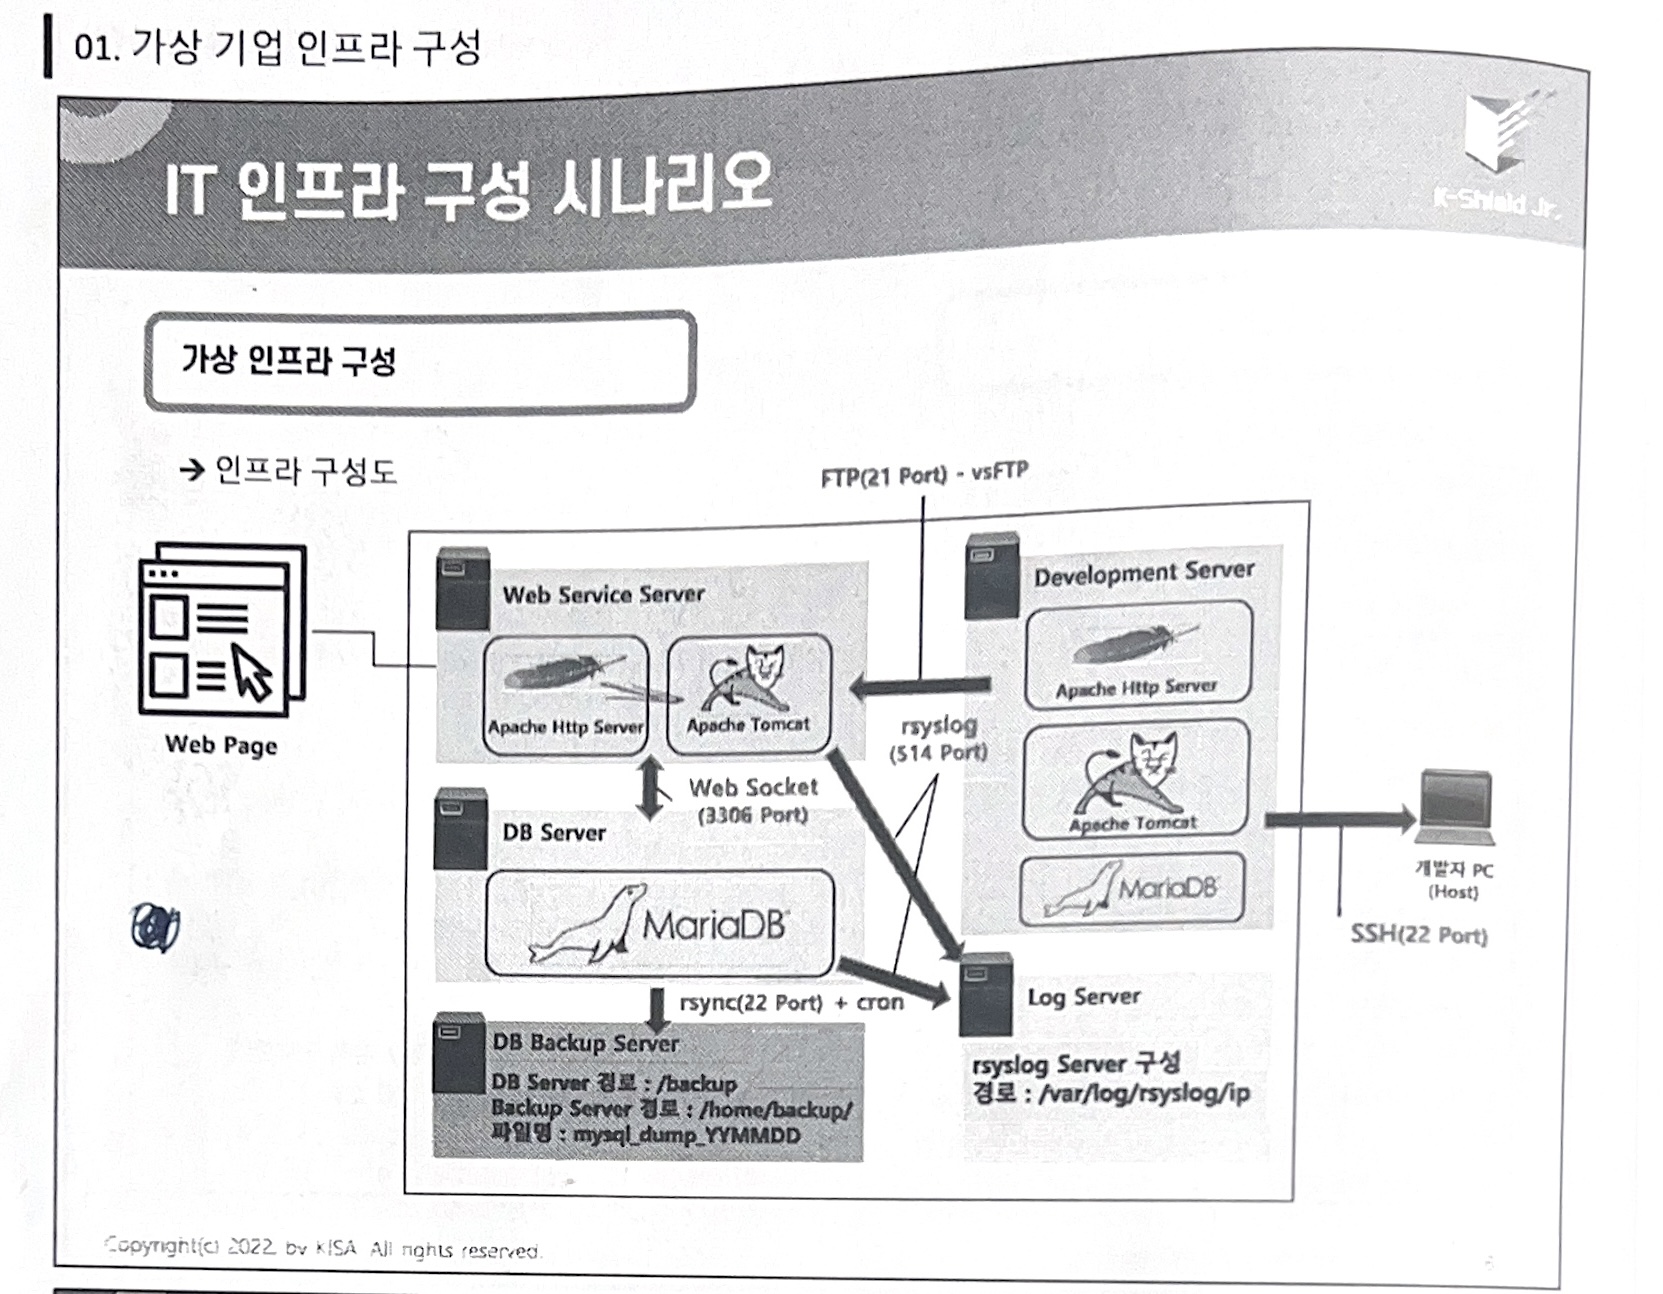 01. 가상 기업 인프라 구성
IT 인프라 구성 시나리오
K-Shield Jr.
가상 인프라 구성
→ 인프라 구성도
FTP(21 Port) - vsFTP
Web Page
Web Service Server
Apache Http Server
Apache Tomcat
Development Server
Apache Http Server
Apache Tomcat
MariaDB
rsyslog
(514 Port)
Web Socket
(3306 Port)
DB Server
MariaDB
개발자 PC
(Host)
SSH(22 Port)
rsync(22 Port) + cron
DB Backup Server
DB Server 경로 : /backup
Backup Server 경로 : /home/backup/
파일명 : mysql_dump_YYMMDD
Log Server
rsyslog Server 구성
경로 : /var/log/rsyslog/ip
Copyright(c) 2022 by KISA All rights reserved.